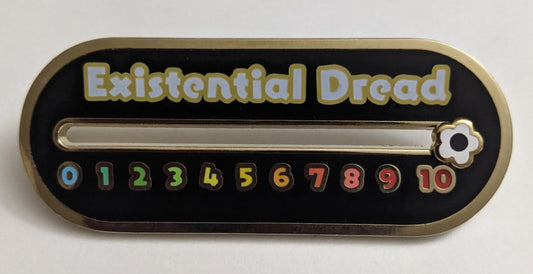 Existential Dread
0 1 2 3 4 5 6 7 8 9 10